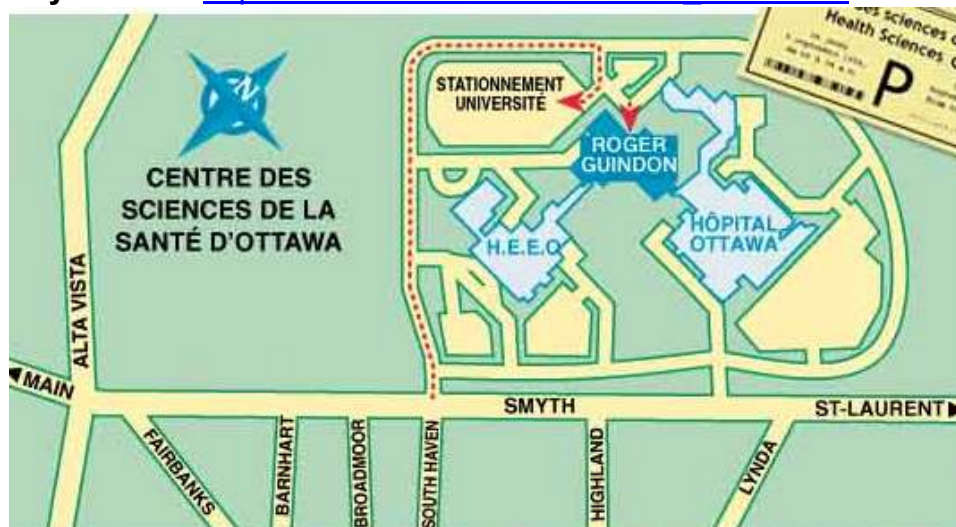 N
CENTRE DES
SCIENCES DE LA
SANTÉ D'OTTAWA
STATIONNEMENT
UNIVERSITÉ
ROGER
GUINDON
H.E.E.O
HÔPITAL
OTTAWA
sciences
Health Sciences
P
ALTA VISTA
MAIN
SMYTH
ST-LAURENT
FAIRBANKS
BARNHART
BROADMOOR
SOUTH HAVEN
HIGHLAND
LYNDA